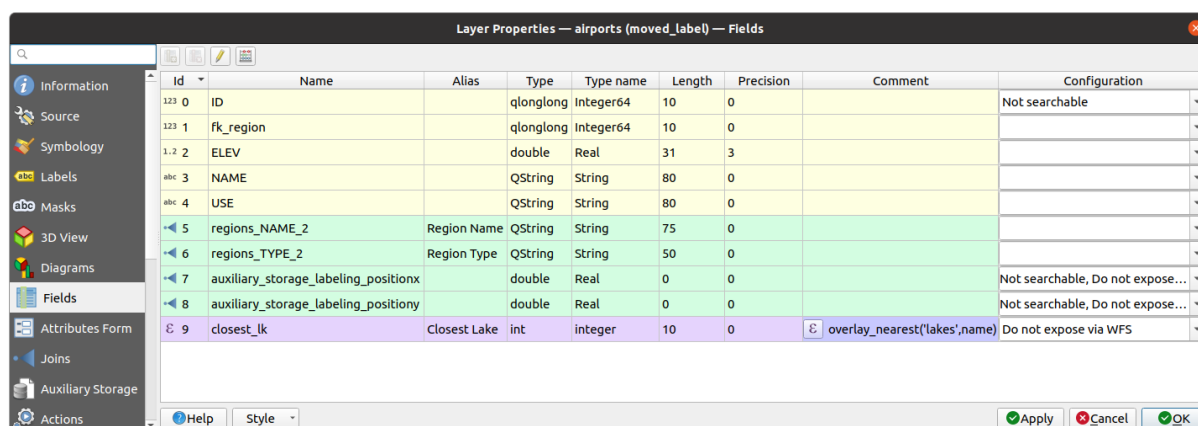 Layer Properties — airports (moved_label) — Fields
Information
Source
Symbology
abc Labels
abc Masks
3D View
Diagrams
Fields
Attributes Form
Joins
Auxiliary Storage
Actions
Id Name Alias Type Type name Length Precision Comment Configuration
123 0 ID qlonglong Integer64 10 0 Not searchable
123 1 fk_region qlonglong Integer64 10 0
1.2 2 ELEV double Real 31 3
abc 3 NAME QString String 80 0
abc 4 USE QString String 80 0
5 regions_NAME_2 Region Name QString String 75 0
6 regions_TYPE_2 Region Type QString String 50 0
7 auxiliary_storage_labeling_positionx double Real 0 0 Not searchable, Do not expose...
8 auxiliary_storage_labeling_positiony double Real 0 0 Not searchable, Do not expose...
ε 9 closest_lk Closest Lake int integer 10 0 ε overlay_nearest('lakes',name) Do not expose via WFS
Help Style Apply Cancel OK